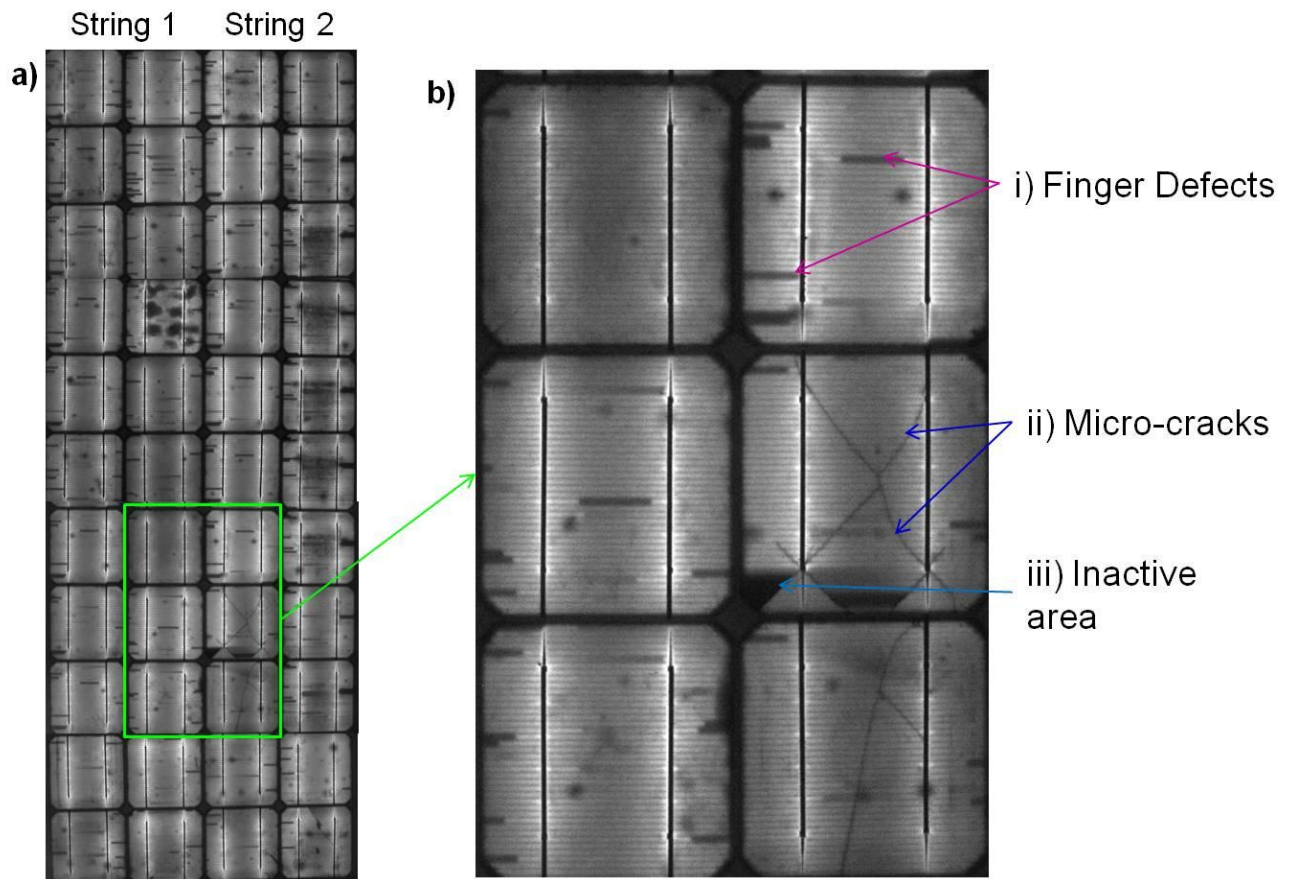 String 1
String 2
a)
b)
i) Finger Defects
ii) Micro-cracks
iii) Inactive
area